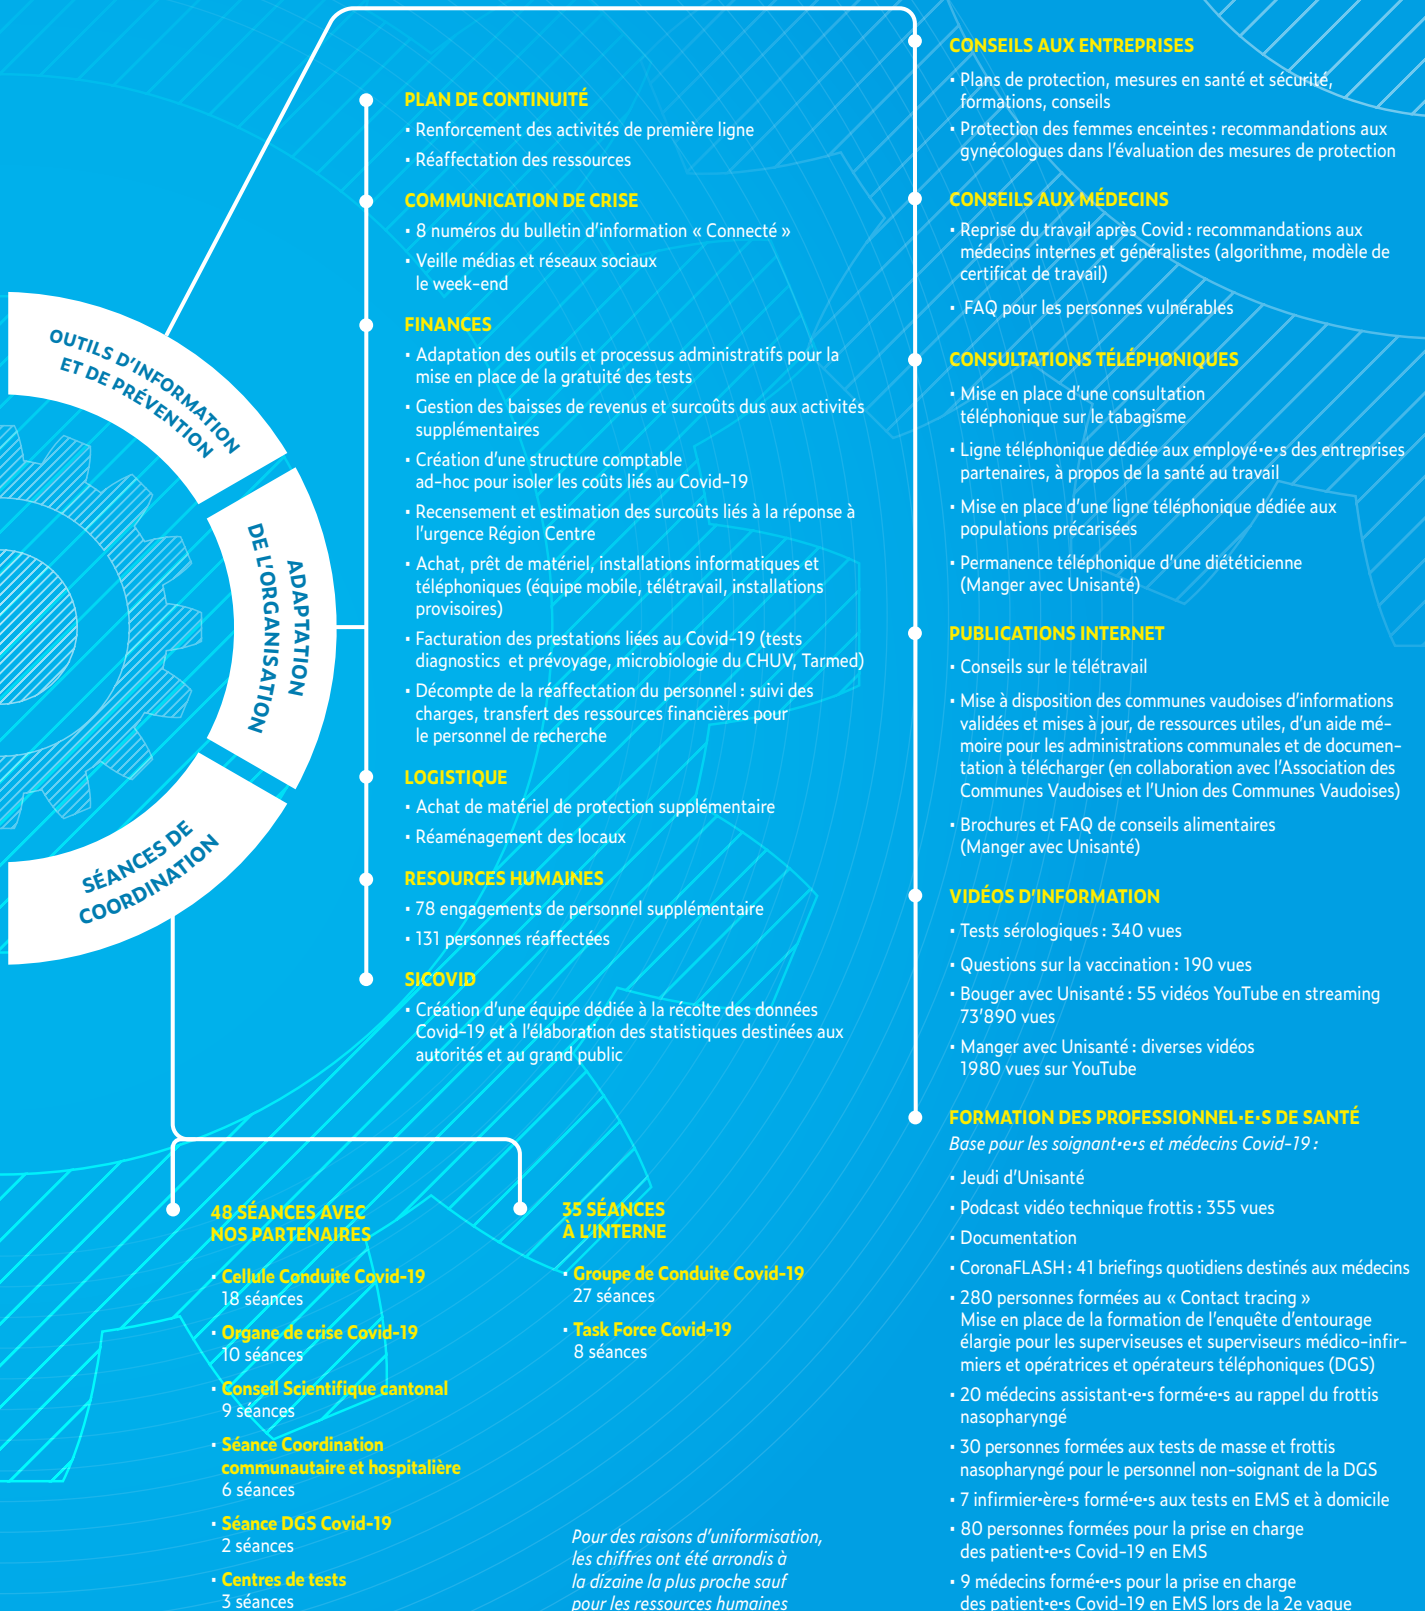 OUTILS D'INFORMATION
ET DE PRÉVENTION
ADAPTATION
DE L'ORGANISATION
SÉANCES DE
COORDINATION
PLAN DE CONTINUITÉ
· Renforcement des activités de première ligne
· Réaffectation des ressources
COMMUNICATION DE CRISE
· 8 numéros du bulletin d'information « Connecté »
· Veille médias et réseaux sociaux
le week-end
FINANCES
· Adaptation des outils et processus administratifs pour la
mise en place de la gratuité des tests
· Gestion des baisses de revenus et surcoûts dus aux activités
supplémentaires
· Création d'une structure comptable
ad-hoc pour isoler les coûts liés au Covid-19
· Recensement et estimation des surcoûts liés à la réponse à
l'urgence Région Centre
· Achat, prêt de matériel, installations informatiques et
téléphoniques (équipe mobile, télétravail, installations
provisoires)
· Facturation des prestations liées au Covid-19 (tests
diagnostics et prévoyage, microbiologie du CHUV, Tarmed)
· Décompte de la réaffectation du personnel : suivi des
charges, transfert des ressources financières pour
le personnel de recherche
LOGISTIQUE
· Achat de matériel de protection supplémentaire
· Réaménagement des locaux
RESOURCES HUMAINES
· 78 engagements de personnel supplémentaire
· 131 personnes réaffectées
SICOVID
· Création d'une équipe dédiée à la récolte des données
Covid-19 et à l'élaboration des statistiques destinées aux
autorités et au grand public
48 SÉANCES AVEC
NOS PARTENAIRES
· Cellule Conduite Covid-19
18 séances
· Organe de crise Covid-19
10 séances
· Conseil Scientifique cantonal
9 séances
· Séance Coordination
communautaire et hospitalière
6 séances
· Séance DGS Covid-19
2 séances
· Centres de tests
3 séances
35 SÉANCES
À L'INTERNE
· Groupe de Conduite Covid-19
27 séances
· Task Force Covid-19
8 séances
Pour des raisons d'uniformisation,
les chiffres ont été arrondis à
la dizaine la plus proche sauf
pour les ressources humaines
CONSEILS AUX ENTREPRISES
· Plans de protection, mesures en santé et sécurité,
formations, conseils
· Protection des femmes enceintes : recommandations aux
gynécologues dans l'évaluation des mesures de protection
CONSEILS AUX MÉDECINS
· Reprise du travail après Covid : recommandations aux
médecins internes et généralistes (algorithme, modèle de
certificat de travail)
· FAQ pour les personnes vulnérables
CONSULTATIONS TÉLÉPHONIQUES
· Mise en place d'une consultation
téléphonique sur le tabagisme
· Ligne téléphonique dédiée aux employé·e·s des entreprises
partenaires, à propos de la santé au travail
· Mise en place d'une ligne téléphonique dédiée aux
populations précarisées
· Permanence téléphonique d'une diététicienne
(Manger avec Unisanté)
PUBLICATIONS INTERNET
· Conseils sur le télétravail
· Mise à disposition des communes vaudoises d'informations
validées et mises à jour, de ressources utiles, d'un aide mé-
moire pour les administrations communales et de documen-
tation à télécharger (en collaboration avec l'Association des
Communes Vaudoises et l'Union des Communes Vaudoises)
· Brochures et FAQ de conseils alimentaires
(Manger avec Unisanté)
VIDÉOS D'INFORMATION
· Tests sérologiques : 340 vues
· Questions sur la vaccination : 190 vues
· Bouger avec Unisanté : 55 vidéos YouTube en streaming
73'890 vues
· Manger avec Unisanté : diverses vidéos
1980 vues sur YouTube
FORMATION DES PROFESSIONNEL·E·S DE SANTÉ
Base pour les soignant·e·s et médecins Covid-19 :
· Jeudi d'Unisanté
· Podcast vidéo technique frottis : 355 vues
· Documentation
· CoronaFLASH : 41 briefings quotidiens destinés aux médecins
· 280 personnes formées au « Contact tracing »
Mise en place de la formation de l'enquête d'entourage
élargie pour les superviseuses et superviseurs médico-infir-
miers et opératrices et opérateurs téléphoniques (DGS)
· 20 médecins assistant·e·s formé·e·s au rappel du frottis
nasopharyngé
· 30 personnes formées aux tests de masse et frottis
nasopharyngé pour le personnel non-soignant de la DGS
· 7 infirmier·ère·s formé·e·s aux tests en EMS et à domicile
· 80 personnes formées pour la prise en charge
des patient·e·s Covid-19 en EMS
· 9 médecins formé·e·s pour la prise en charge
des patient·e·s Covid-19 en EMS lors de la 2e vague